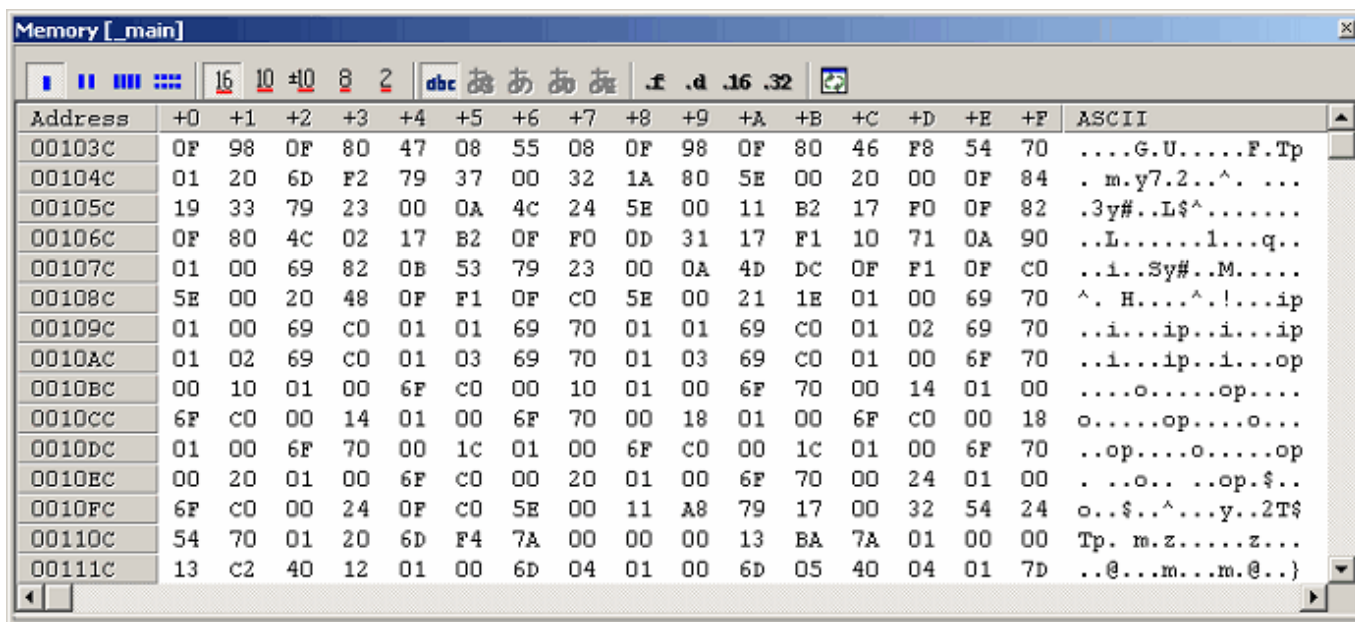 Memory [_main]
16 10 ±10 8 2 abc あ あ .f .d .16 .32
Address +0 +1 +2 +3 +4 +5 +6 +7 +8 +9 +A +B +C +D +E +F ASCII
00103C 0F 98 0F 80 47 08 55 08 0F 98 0F 80 46 F8 54 70 ....G.U.....F.Tp
00104C 01 20 6D F2 79 37 00 32 1A 80 5E 00 20 00 0F 84 . m.y7.2..^. ...
00105C 19 33 79 23 00 0A 4C 24 5E 00 11 B2 17 F0 0F 82 .3y#..L$^.......
00106C 0F 80 4C 02 17 B2 0F F0 0D 31 17 F1 10 71 0A 90 ..L......1...q..
00107C 01 00 69 82 0B 53 79 23 00 0A 4D DC 0F F1 0F C0 ..i..Sy#..M.....
00108C 5E 00 20 48 0F F1 0F C0 5E 00 21 1E 01 00 69 70 ^. H....^.!...ip
00109C 01 00 69 C0 01 01 69 70 01 01 69 C0 01 02 69 70 ..i...ip..i...ip
0010AC 01 02 69 C0 01 03 69 70 01 03 69 C0 01 00 6F 70 ..i...ip..i...op
0010BC 00 10 01 00 6F C0 00 10 01 00 6F 70 00 14 01 00 ....o.....op....
0010CC 6F C0 00 14 01 00 6F 70 00 18 01 00 6F C0 00 18 o.....op....o...
0010DC 01 00 6F 70 00 1C 01 00 6F C0 00 1C 01 00 6F 70 ..op....o.....op
0010EC 00 20 01 00 6F C0 00 20 01 00 6F 70 00 24 01 00 . ..o.. ..op.$..
0010FC 6F C0 00 24 0F C0 5E 00 11 A8 79 17 00 32 54 24 o..$..^...y..2T$
00110C 54 70 01 20 6D F4 7A 00 00 00 13 BA 7A 01 00 00 Tp. m.z.....z...
00111C 13 C2 40 12 01 00 6D 04 01 00 6D 05 40 04 01 7D ..@...m...m.@..}